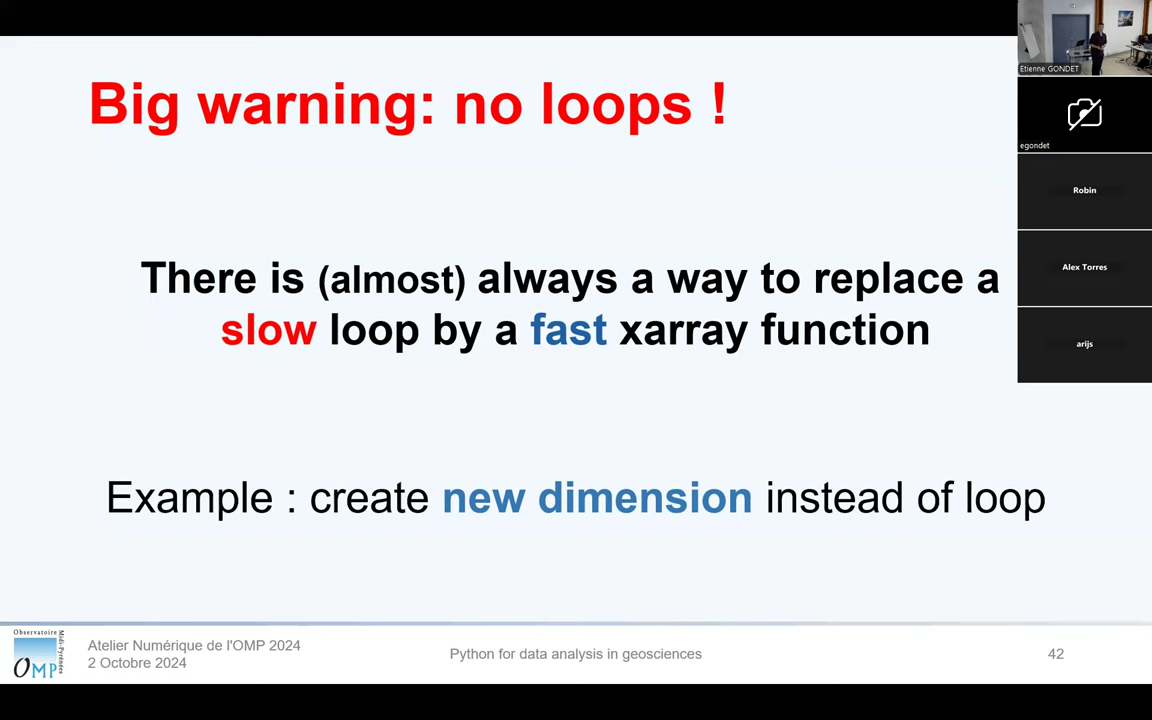 Big warning: no loops !
There is (almost) always a way to replace a
slow loop by a fast xarray function
Example : create new dimension instead of loop
Observatoire
Midi-Pyrénées
OMP
Atelier Numérique de l'OMP 2024
2 Octobre 2024
Python for data analysis in geosciences
42
Etienne GONDET
egondet
Robin
Alex Torres
arijs